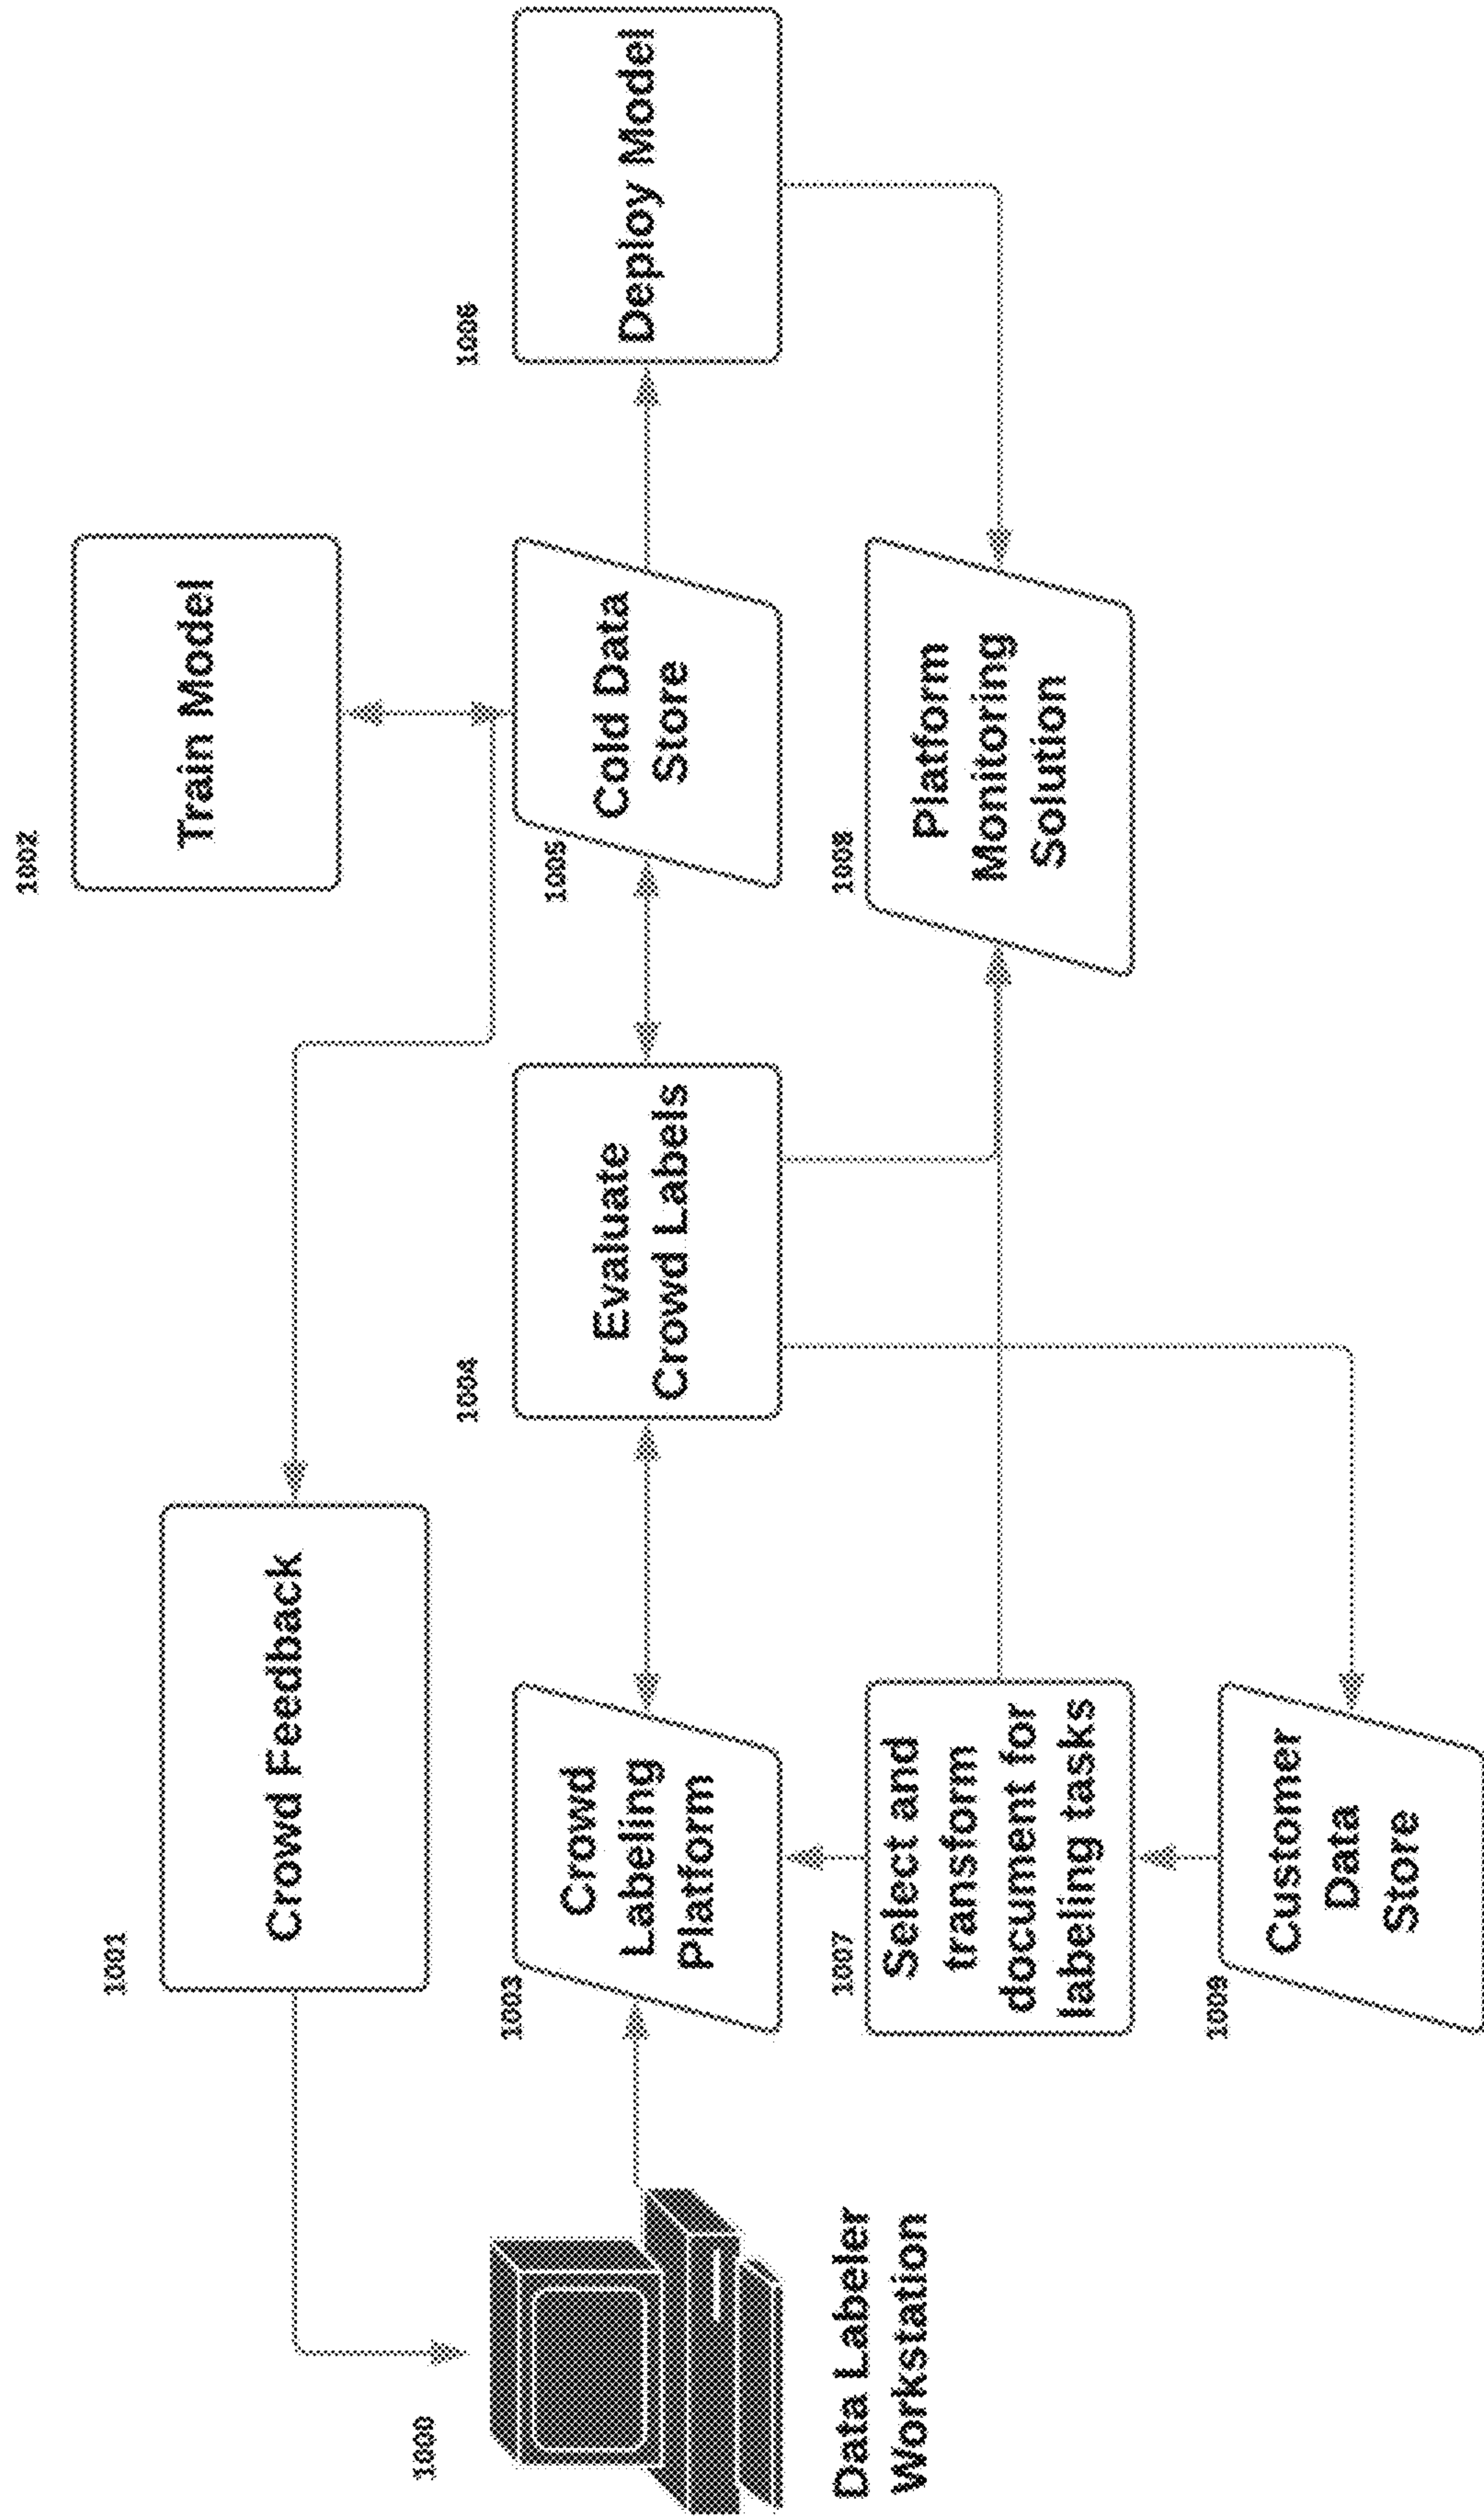 1002
Train Model
1001
Crowd Feedback
1000
Data Labeler
Workstation
1003
Crowd
Labeling
Platform
1004
Evaluate
Crowd Labels
1005
Cold Data
Store
1006
Deploy Model
1007
Select and
transform
document for
labeling tasks
1008
Platform
Monitoring
Solution
1009
Customer
Data
Store